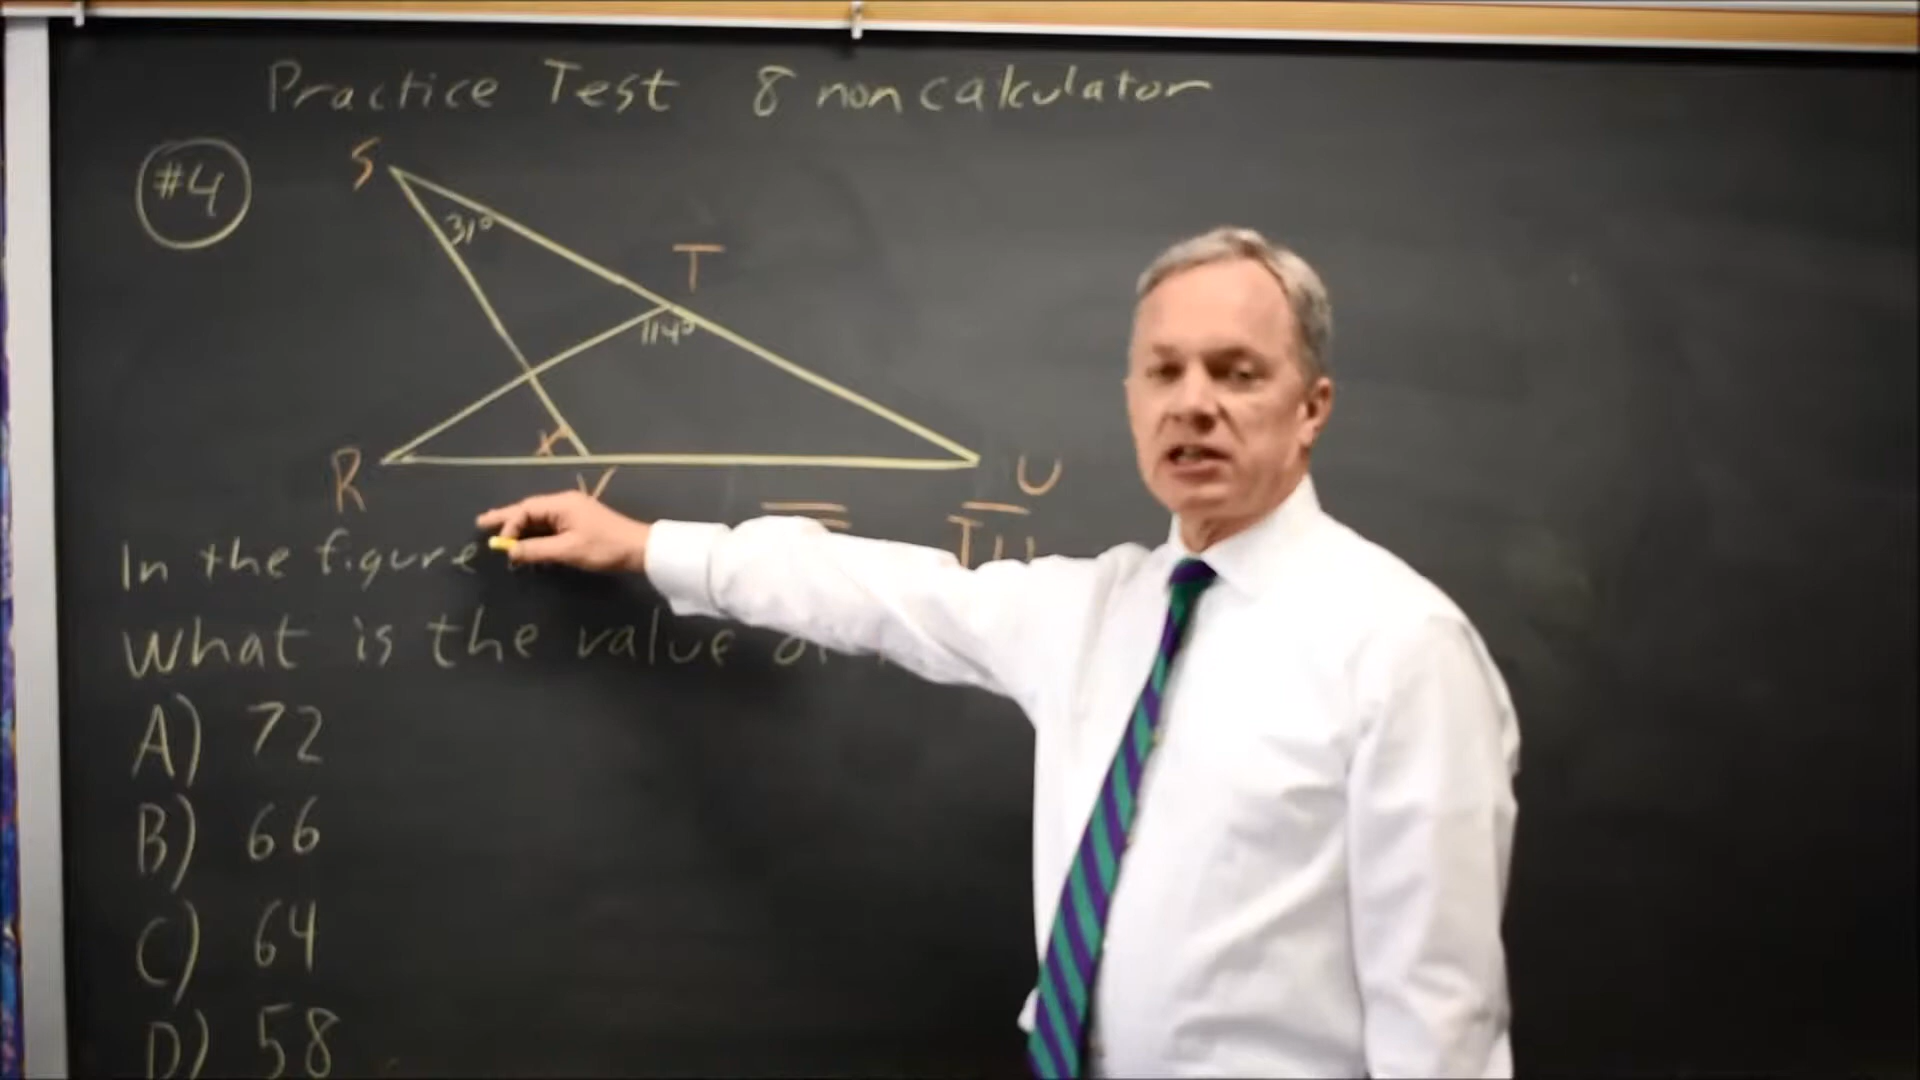 Practice Test 8 non calculator
#4
S
31°
T
114°
x
R
V
U
TU
In the figure
What is the value
A) 72
B) 66
C) 64
D) 58